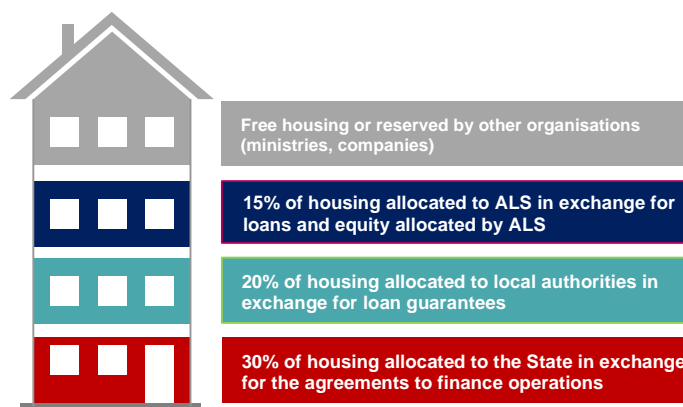 Free housing or reserved by other organisations
(ministries, companies)
15% of housing allocated to ALS in exchange for
loans and equity allocated by ALS
20% of housing allocated to local authorities in
exchange for loan guarantees
30% of housing allocated to the State in exchange
for the agreements to finance operations